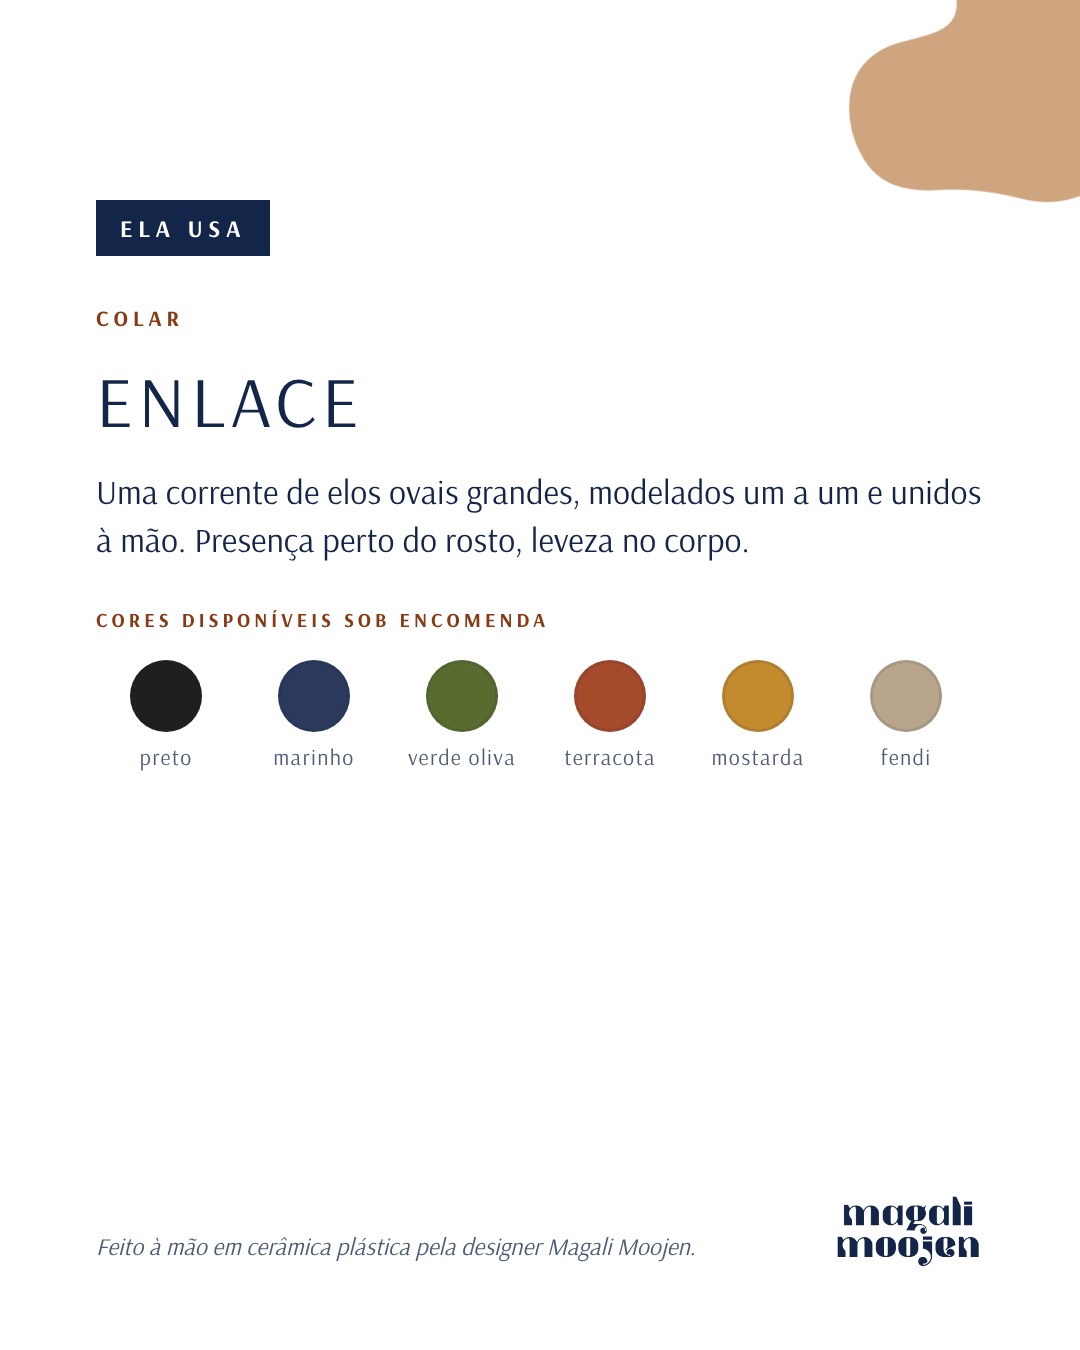 ELA USA
COLAR
ENLACE
Uma corrente de elos ovais grandes, modelados um a um e unidos
à mão. Presença perto do rosto, leveza no corpo.
CORES DISPONÍVEIS SOB ENCOMENDA
preto marinho verde oliva terracota mostarda fendi
Feito à mão em cerâmica plástica pela designer Magali Moojen.
magali
moojen